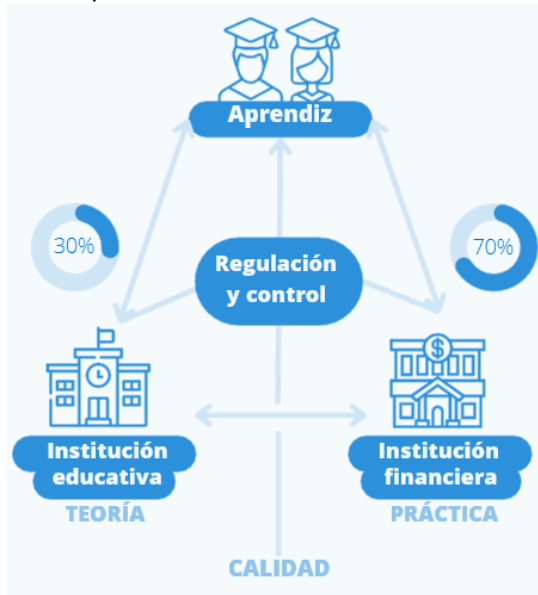 Aprendiz
30%
70%
Regulación
y control
$
Institución
educativa
TEORÍA
Institución
financiera
PRÁCTICA
CALIDAD